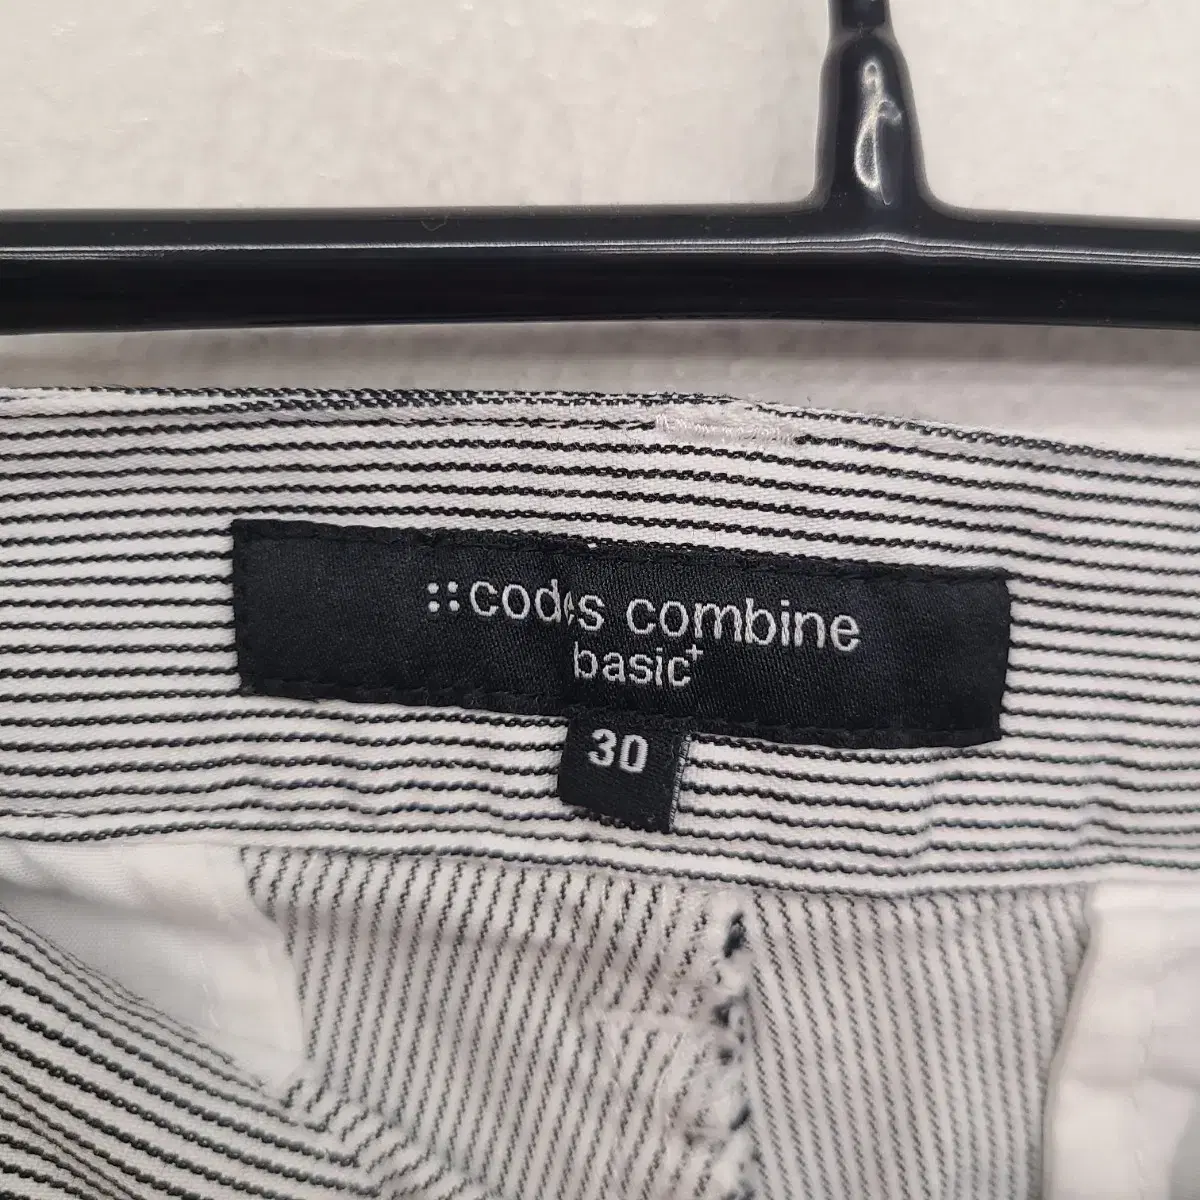 ::codes combine
basic+
30